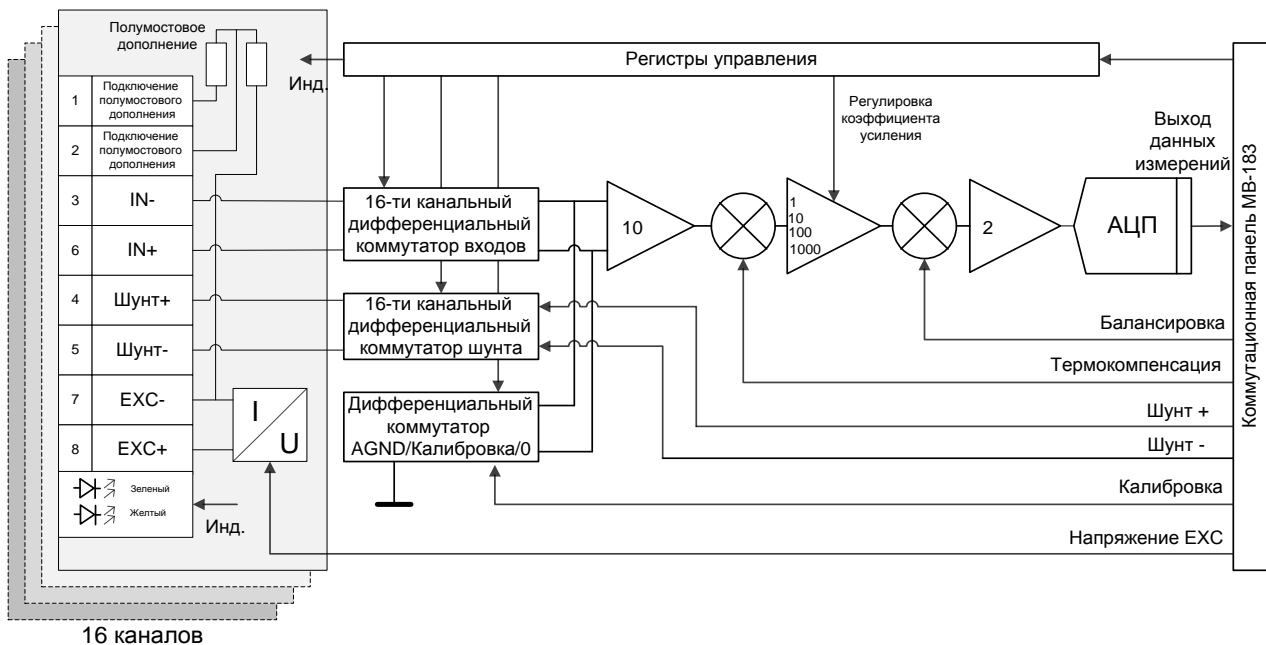 Полумостовое
дополнение
Инд.
1
Подключение
полумостового
дополнения
2
Подключение
полумостового
дополнения
3
IN-
6
IN+
4
Шунт+
5
Шунт-
7
EXC-
8
EXC+
I
U
Зеленый
Желтый
Инд.
16 каналов
Регистры управления
Регулировка
коэффициента
усиления
16-ти канальный
дифференциальный
коммутатор входов
16-ти канальный
дифференциальный
коммутатор шунта
Дифференциальный
коммутатор
AGND/Калибровка/0
10
1
10
100
1000
2
АЦП
Выход
данных
измерений
Балансировка
Термокомпенсация
Шунт +
Шунт -
Калибровка
Напряжение EXC
Коммутационная панель МВ-183